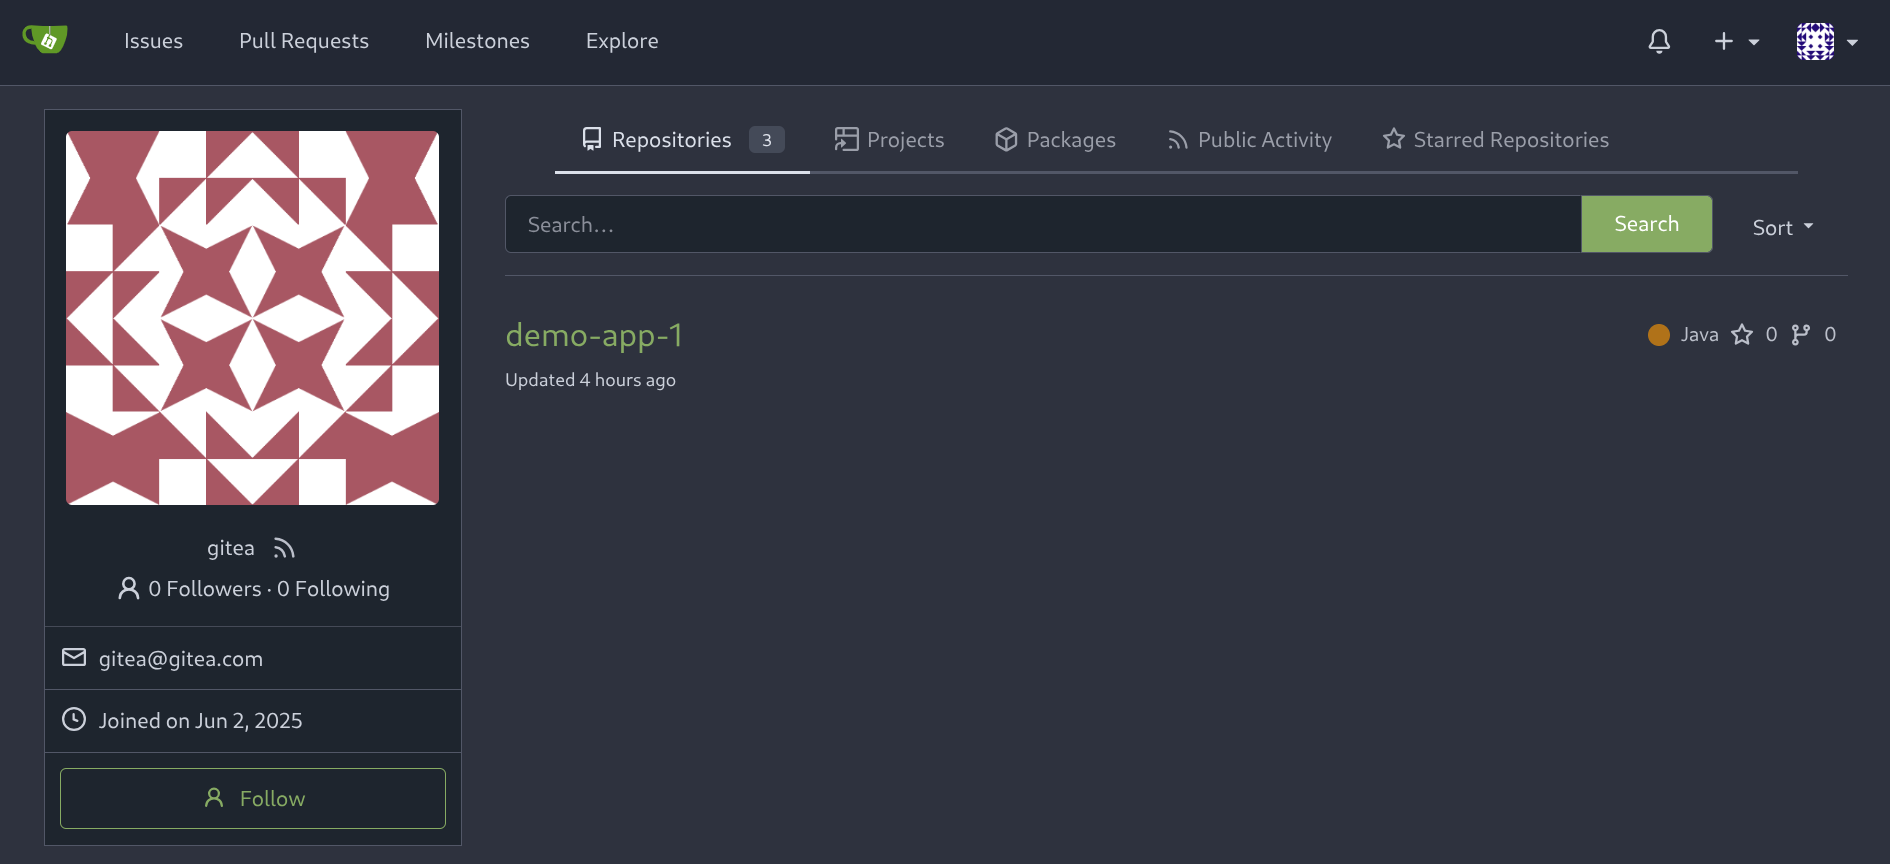 Issues Pull Requests Milestones Explore
Repositories 3 Projects Packages Public Activity Starred Repositories
Search... Search Sort
demo-app-1 Java 0 0
Updated 4 hours ago
gitea
0 Followers · 0 Following
gitea@gitea.com
Joined on Jun 2, 2025
Follow